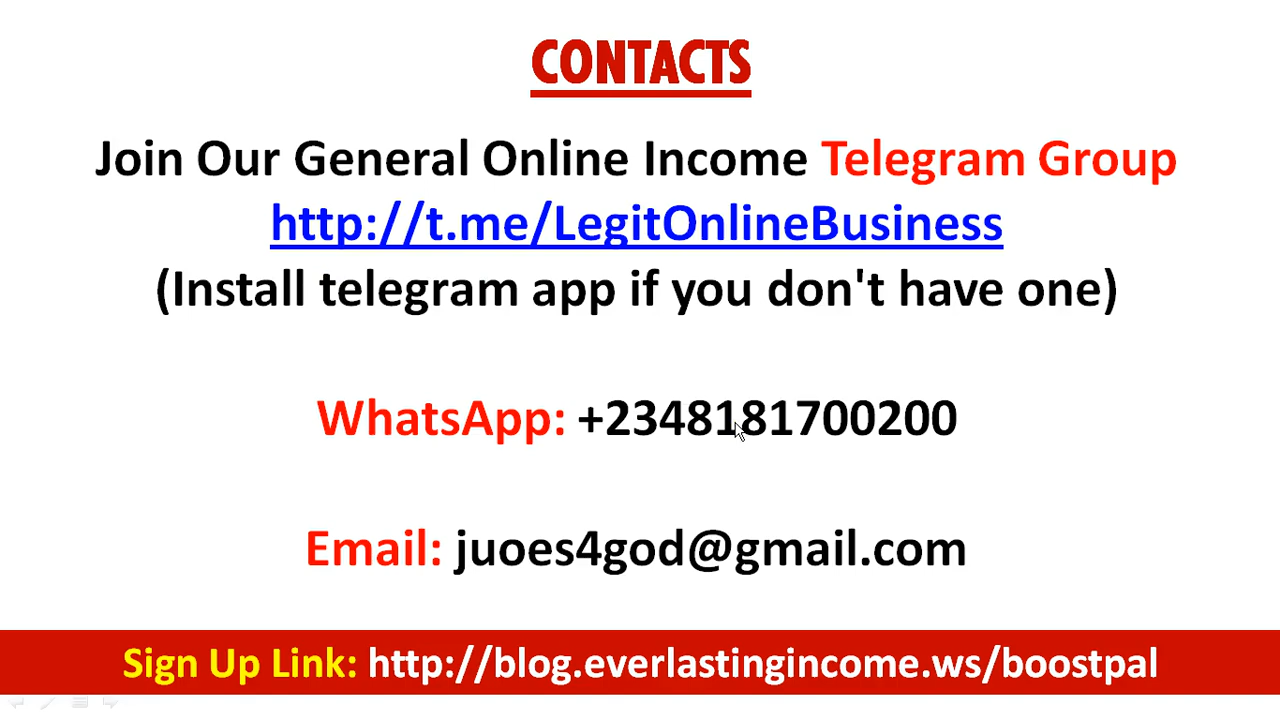 CONTACTS
Join Our General Online Income Telegram Group
http://t.me/LegitOnlineBusiness
(Install telegram app if you don't have one)
WhatsApp: +2348181700200
Email: juoes4god@gmail.com
Sign Up Link: http://blog.everlastingincome.ws/boostpal